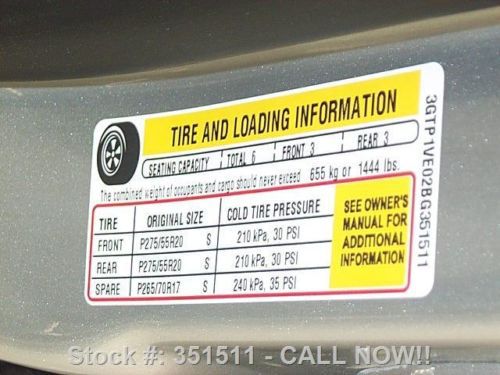 TIRE AND LOADING INFORMATION
SEATING CAPACITY TOTAL 6 FRONT 3 REAR 3
The combined weight of occupants and cargo should never exceed 655 kg or 1444 lbs.
TIRE ORIGINAL SIZE COLD TIRE PRESSURE
FRONT P275/55R20 S 210 kPa, 30 PSI
REAR P275/55R20 S 210 kPa, 30 PSI
SPARE P265/70R17 S 240 kPa, 35 PSI
SEE OWNER'S
MANUAL FOR
ADDITIONAL
INFORMATION
3GTP1VE028G351511
Stock #: 351511 - CALL NOW!!